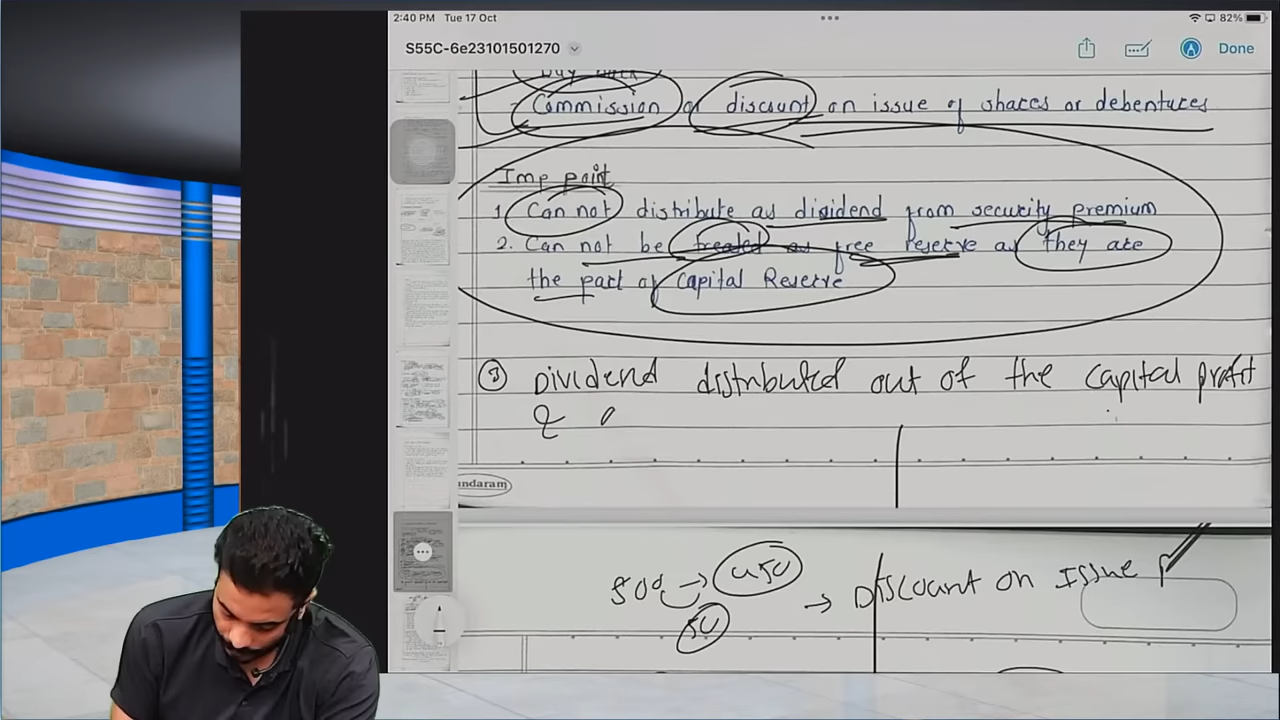 2:40 PM Tue 17 Oct
82%
S55C-6e23101501270
Done
Commission or discount on issue of shares or debentures
Imp point
1. Can not distribute as dividend from security premium
2. Can not be treated as free reserve as they are
the part of Capital Reserve
③ Dividend distributed out of the capital profit
&
undaram
500 → 450
50
→ Discount on Issue